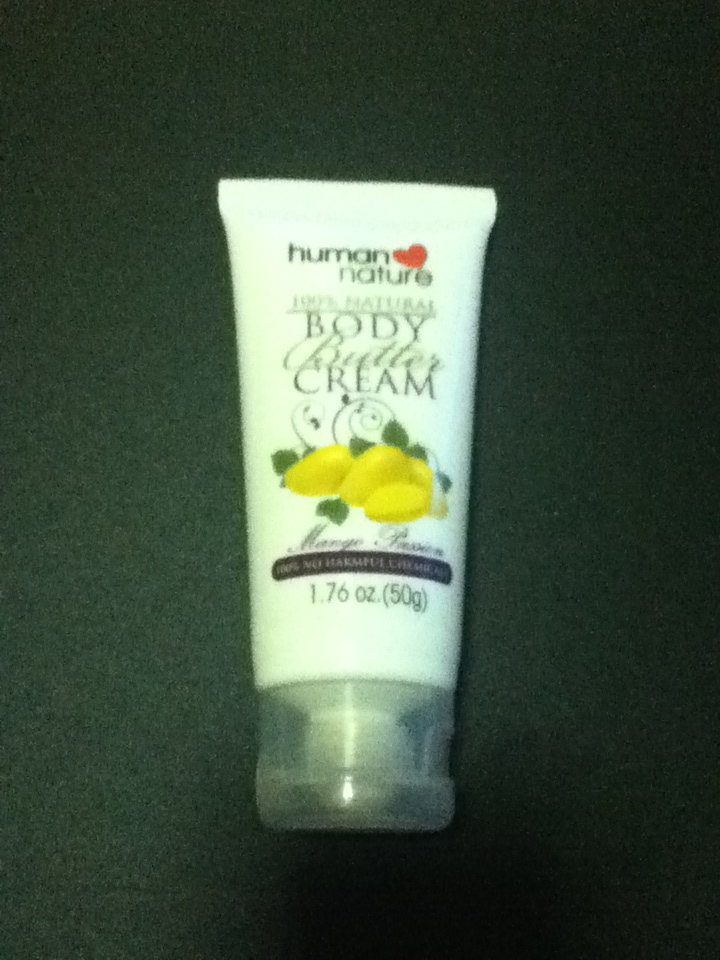 human
nature
100% NATURAL
BODY
Butter
CREAM
Mango Passion
100% NO HARMFUL CHEMICALS
1.76 oz.(50g)